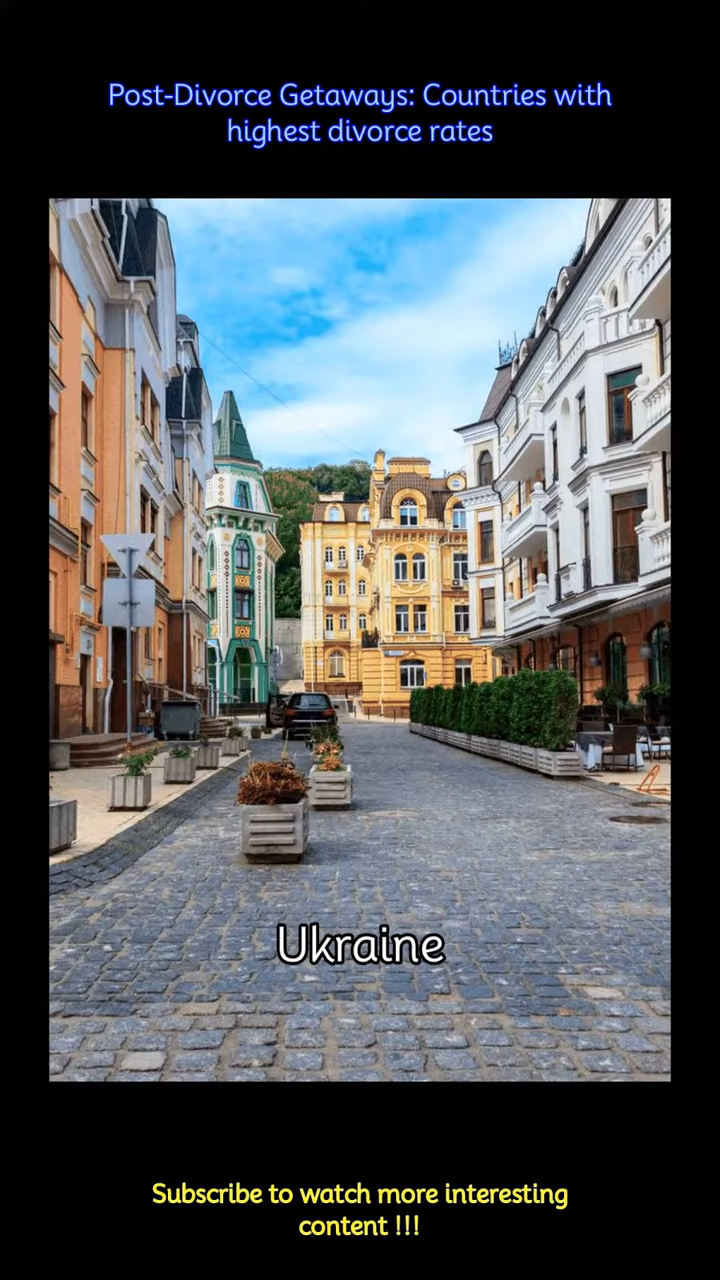 Post-Divorce Getaways: Countries with
highest divorce rates
Ukraine
Subscribe to watch more interesting
content !!!